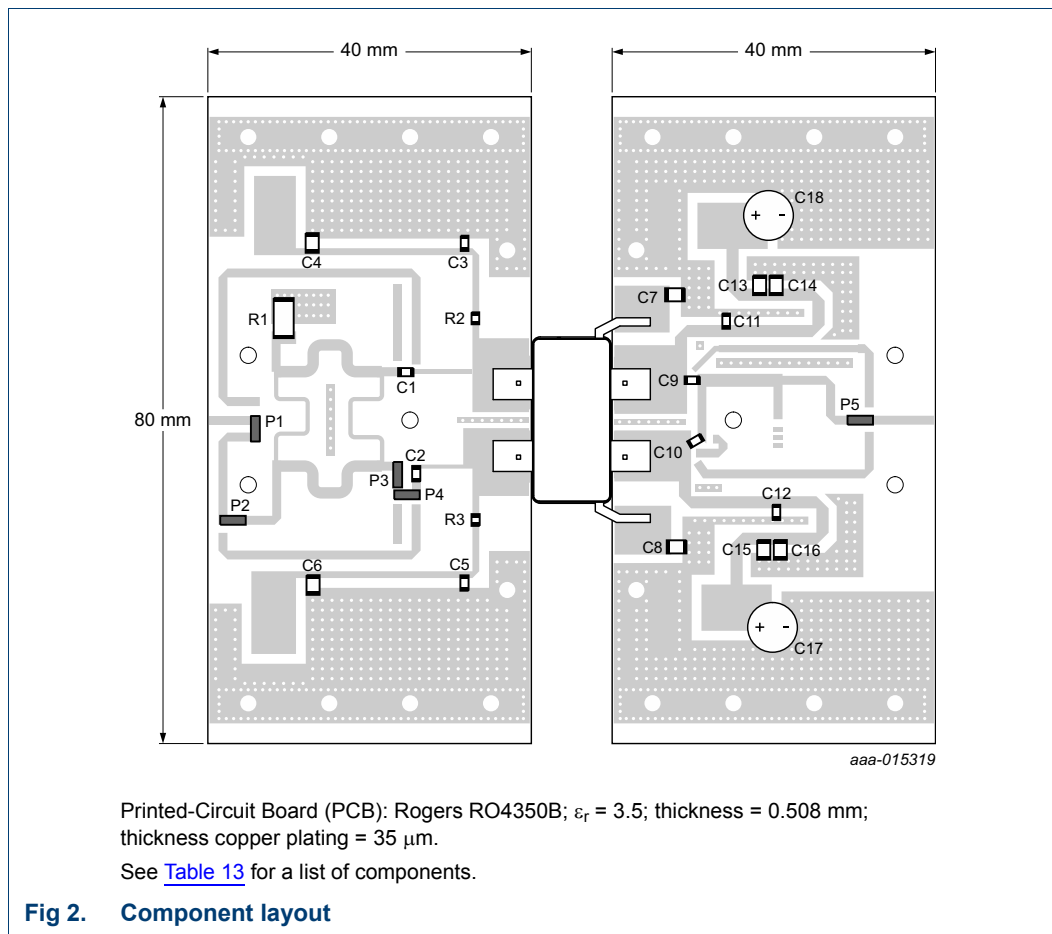 40 mm
40 mm
80 mm
C18
C4
C3
C13
C14
C7
R1
R2
C11
C1
C9
P1
P5
C2
C10
P3
P4
P2
R3
C12
C8
C15
C16
C6
C5
+ -
+ -
C17
aaa-015319
Printed-Circuit Board (PCB): Rogers RO4350B; εr = 3.5; thickness = 0.508 mm;
thickness copper plating = 35 μm.
See Table 13 for a list of components.
Fig 2. Component layout